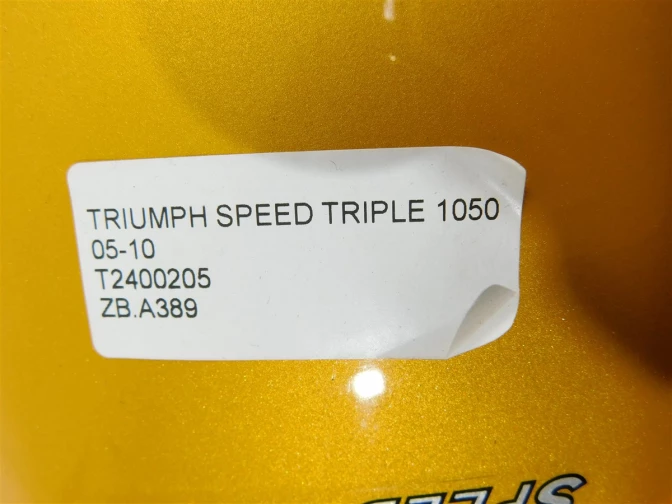 TRIUMPH SPEED TRIPLE 1050
05-10
T2400205
ZB.A389